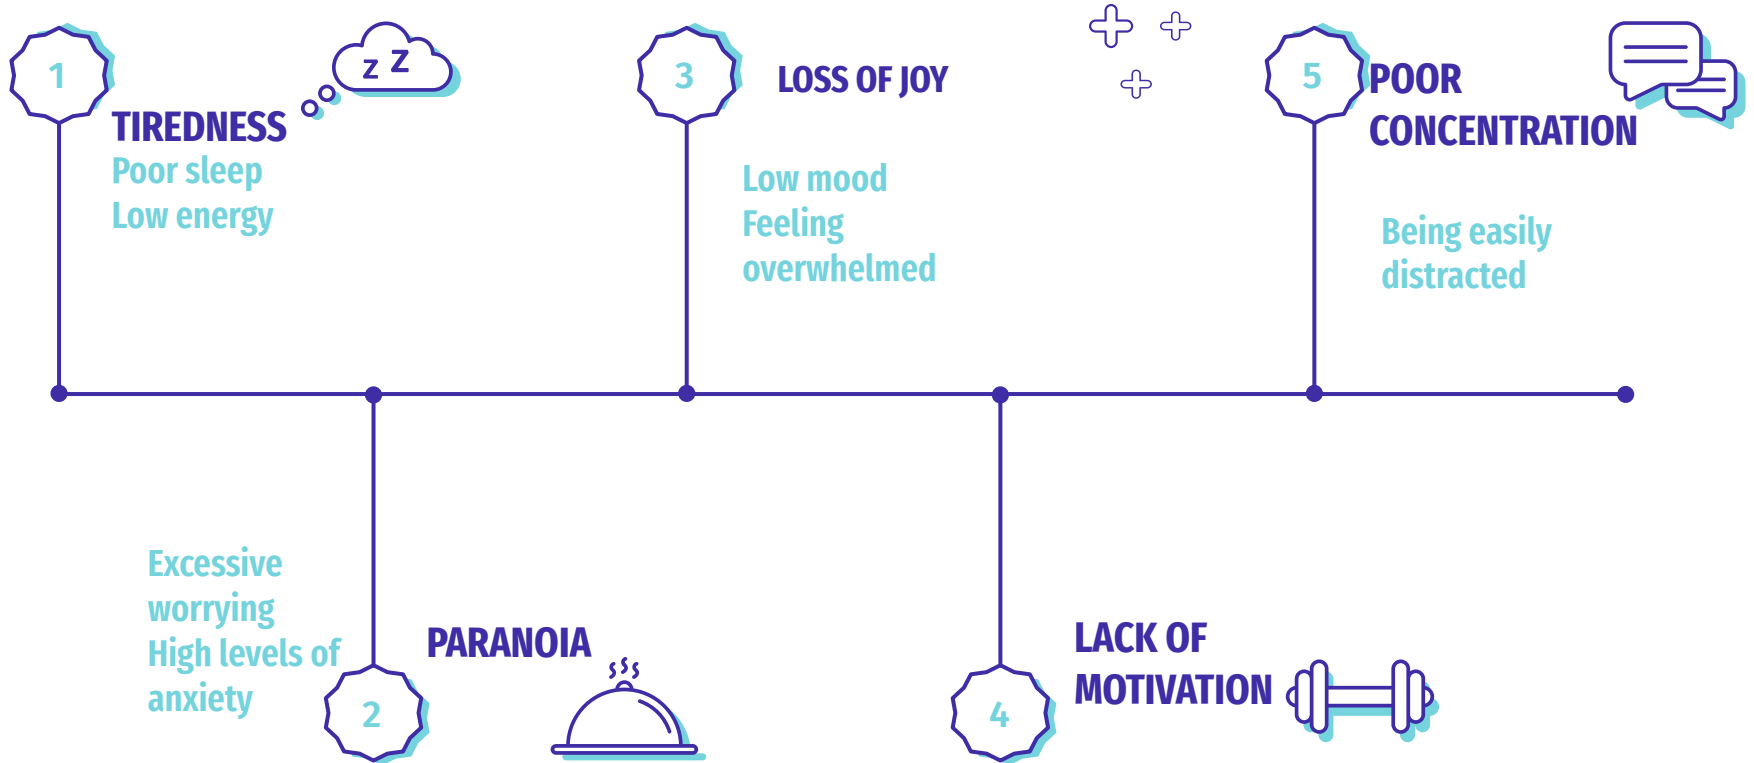 1
TIREDNESS
Poor sleep
Low energy
z z
Excessive
worrying
High levels of
anxiety
2
PARANOIA
3
LOSS OF JOY
Low mood
Feeling
overwhelmed
4
LACK OF
MOTIVATION
5
POOR
CONCENTRATION
Being easily
distracted